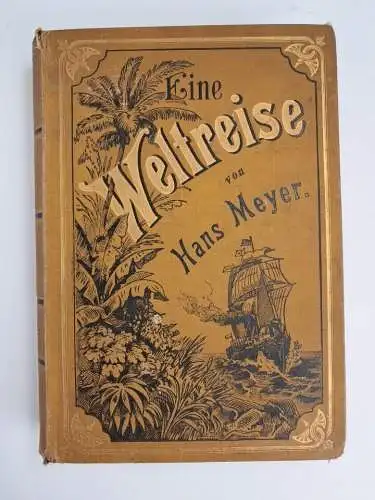 Eine
Weltreise
von
Hans Meyer.